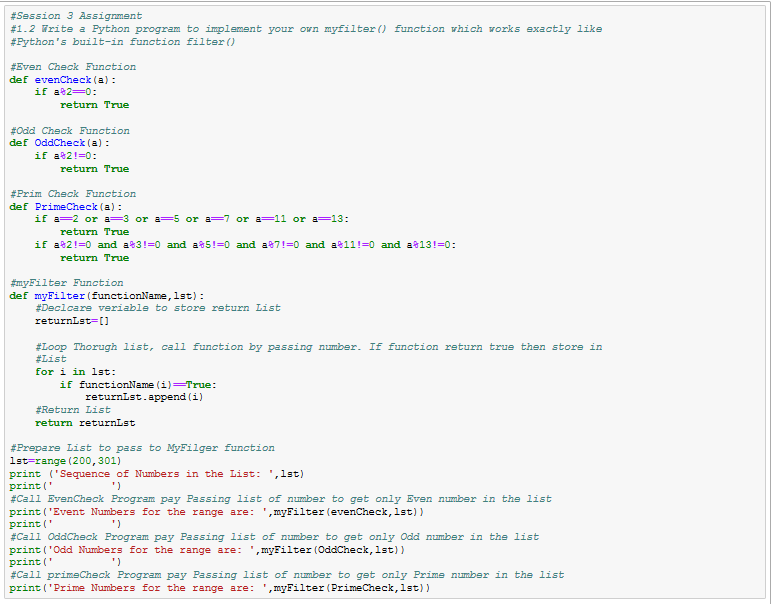 #Session 3 Assignment
#1.2 Write a Python program to implement your own myfilter() function which works exactly like
#Python's built-in function filter()
#Even Check Function
def evenCheck(a):
    if a%2==0:
        return True
#Odd Check Function
def OddCheck(a):
    if a%2!=0:
        return True
#Prim Check Function
def PrimeCheck(a):
    if a==2 or a==3 or a==5 or a==7 or a==11 or a==13:
        return True
    if a%2!=0 and a%3!=0 and a%5!=0 and a%7!=0 and a%11!=0 and a%13!=0:
        return True
#myFilter Function
def myFilter(functionName,lst):
    #Declcare veriable to store return List
    returnLst=[]
    #Loop Thorugh list, call function by passing number. If function return true then store in
    #List
    for i in lst:
        if functionName(i)==True:
            returnLst.append(i)
    #Return List
    return returnLst
#Prepare List to pass to MyFilger function
lst=range(200,301)
print ('Sequence of Numbers in the List: ',lst)
print('         ')
#Call EvenCheck Program pay Passing list of number to get only Even number in the list
print('Event Numbers for the range are: ',myFilter(evenCheck,lst))
print('         ')
#Call OddCheck Program pay Passing list of number to get only Odd number in the list
print('Odd Numbers for the range are: ',myFilter(OddCheck,lst))
print('         ')
#Call primeCheck Program pay Passing list of number to get only Prime number in the list
print('Prime Numbers for the range are: ',myFilter(PrimeCheck,lst))